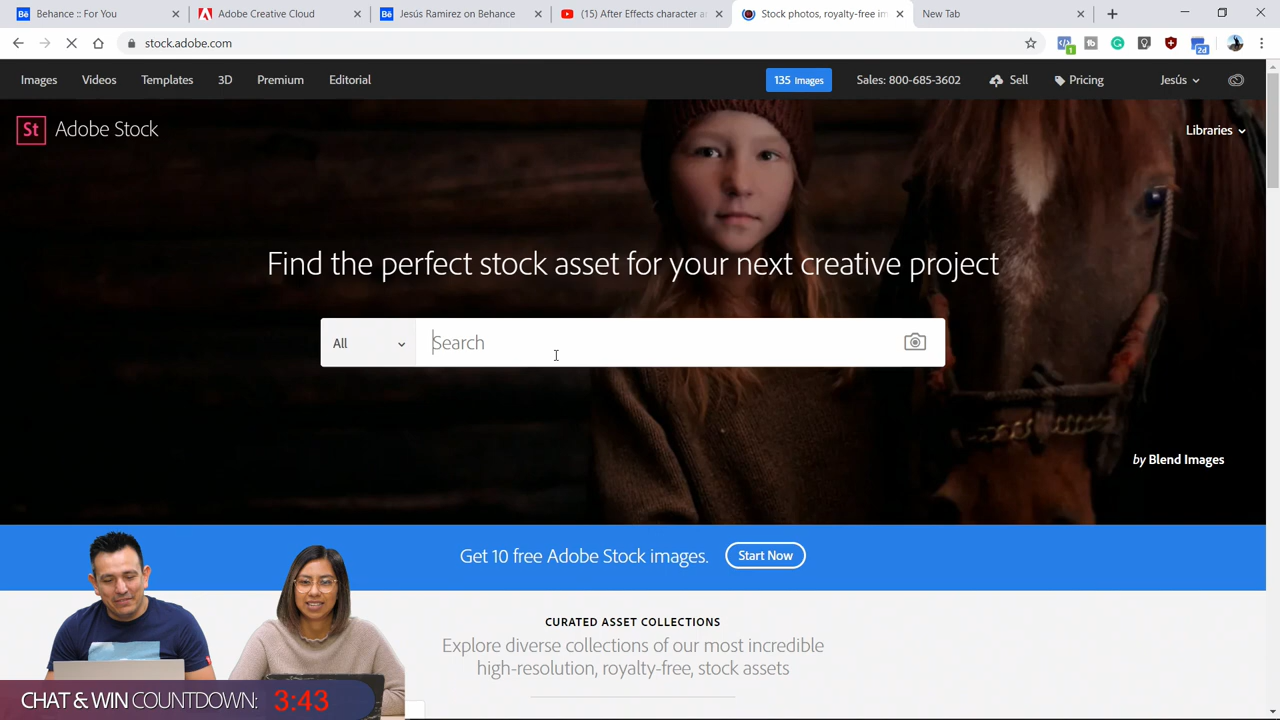 Behance :: For You
Adobe Creative Cloud
Jesús Ramirez on Behance
(15) After Effects character a
Stock photos, royalty-free im
New Tab
stock.adobe.com
1
2d
Images
Videos
Templates
3D
Premium
Editorial
135 Images
Sales: 800-685-3602
Sell
Pricing
Jesús
St
Adobe Stock
Libraries
Find the perfect stock asset for your next creative project
All
Search
by Blend Images
Get 10 free Adobe Stock images.
Start Now
CURATED ASSET COLLECTIONS
Explore diverse collections of our most incredible
high-resolution, royalty-free, stock assets
CHAT & WIN COUNTDOWN: 3:43